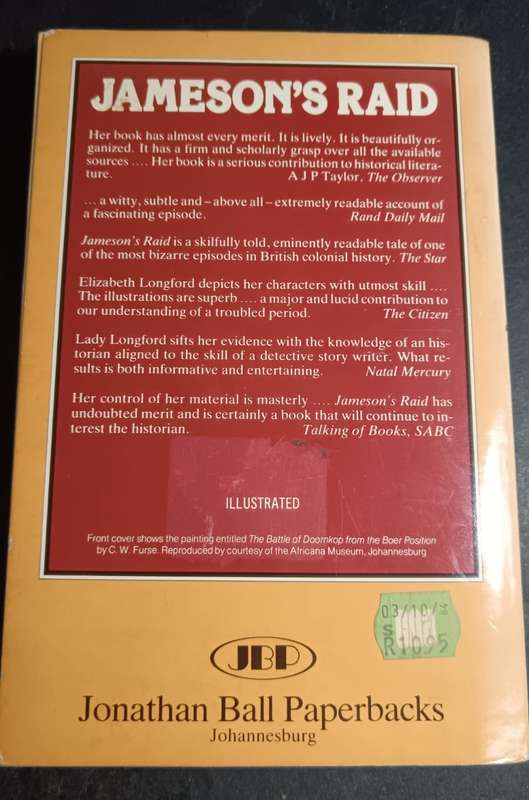 JAMESON'S RAID
Her book has almost every merit. It is lively. It is beautifully or-
ganized. It has a firm and scholarly grasp over all the available
sources .... Her book is a serious contribution to historical litera-
ture. A J P Taylor, The Observer
... a witty, subtle and – above all – extremely readable account of
a fascinating episode. Rand Daily Mail
Jameson's Raid is a skilfully told, eminently readable tale of one
of the most bizarre episodes in British colonial history. The Star
Elizabeth Longford depicts her characters with utmost skill ....
The illustrations are superb .... a major and lucid contribution to
our understanding of a troubled period. The Citizen
Lady Longford sifts her evidence with the knowledge of an his-
torian aligned to the skill of a detective story writer. What re-
sults is both informative and entertaining. Natal Mercury
Her control of her material is masterly .... Jameson's Raid has
undoubted merit and is certainly a book that will continue to in-
terest the historian. Talking of Books, SABC
ILLUSTRATED
Front cover shows the painting entitled The Battle of Doornkop from the Boer Position
by C. W. Furse. Reproduced by courtesy of the Africana Museum, Johannesburg
03/10/
S
R10.95
JBP
Jonathan Ball Paperbacks
Johannesburg